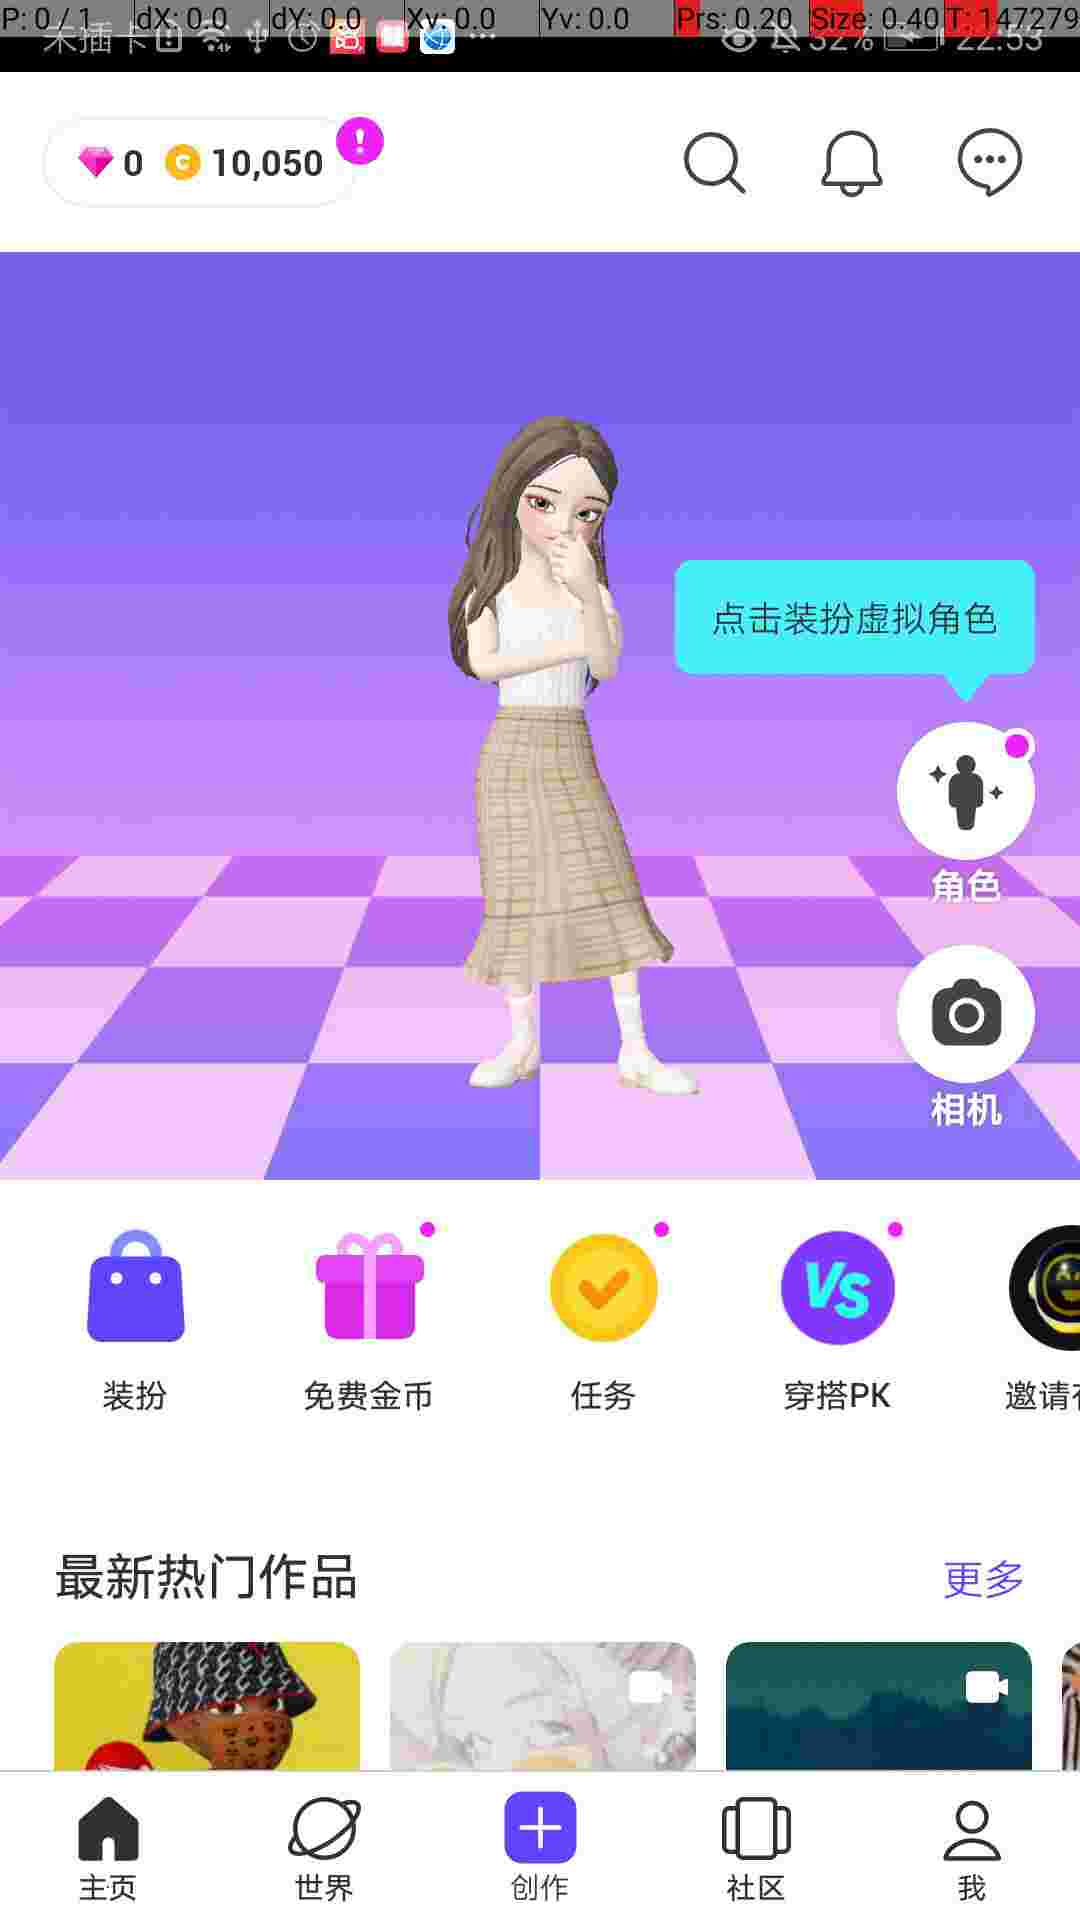 P: 0 / 1 dX: 0.0 dY: 0.0 Xv: 0.0 Yv: 0.0 Prs: 0.20 Size: 0.40 T: 147279
未插卡 32% 22:53
0 C 10,050 !
点击装扮虚拟角色
角色
相机
VS
装扮 免费金币 任务 穿搭PK 邀请
最新热门作品 更多
主页 世界 创作 社区 我